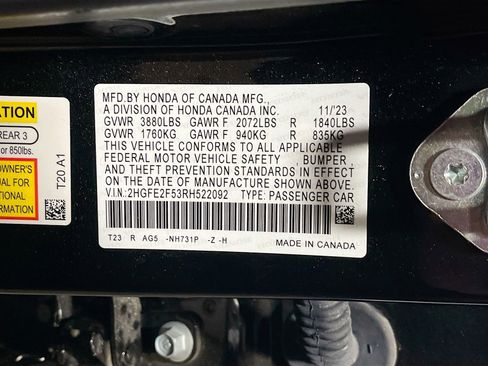 ATION
REAR 3
or 850lbs.
OWNER'S
UAL FOR
TIONAL
ORMATION
T20 A1
MFD.BY HONDA OF CANADA MFG.,
A DIVISION OF HONDA CANADA INC. 11/'23
GVWR 3880LBS GAWR F 2072LBS R 1840LBS
GVWR 1760KG GAWR F 940KG R 835KG
THIS VEHICLE CONFORMS TO ALL APPLICABLE
FEDERAL MOTOR VEHICLE SAFETY , BUMPER ,
AND THEFT PREVENTION STANDARDS IN EFFECT
ON THE DATE OF MANUFACTURE SHOWN ABOVE.
V.I.N:2HGFE2F53RH522092 TYPE: PASSENGER CAR
T23 R AG5 -NH731P -Z -H
MADE IN CANADA